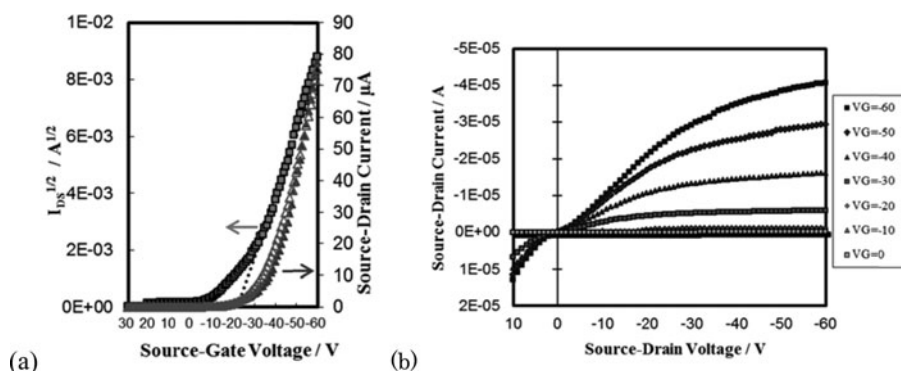 1E-02
8E-03
6E-03
4E-03
2E-03
0E+00
I_DS^1/2 / A^1/2
90
80
70
60
50
40
30
20
10
0
Source-Drain Current / µA
30 20 10 0 -10 -20 -30 -40 -50 -60
Source-Gate Voltage / V
(a)
-5E-05
-4E-05
-3E-05
-2E-05
-1E-05
0E+00
1E-05
2E-05
Source-Drain Current / A
10 0 -10 -20 -30 -40 -50 -60
Source-Drain Voltage / V
VG=-60
VG=-50
VG=-40
VG=-30
VG=-20
VG=-10
VG=0
(b)